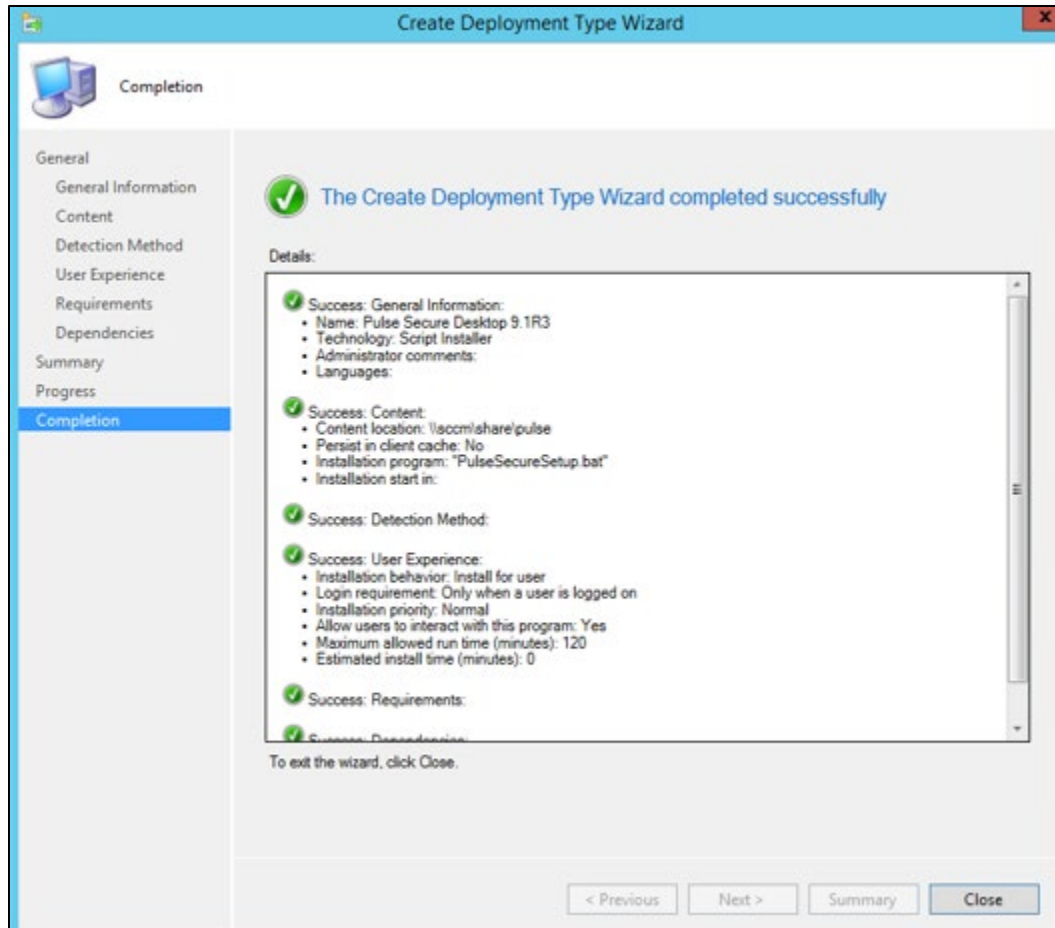 Create Deployment Type Wizard
x
Completion
General
General Information
Content
Detection Method
User Experience
Requirements
Dependencies
Summary
Progress
Completion
The Create Deployment Type Wizard completed successfully
Details:
Success: General Information:
• Name: Pulse Secure Desktop 9.1R3
• Technology: Script Installer
• Administrator comments:
• Languages:
Success: Content:
• Content location: \\sccm\share\pulse
• Persist in client cache: No
• Installation program: "PulseSecureSetup.bat"
• Installation start in:
Success: Detection Method:
Success: User Experience:
• Installation behavior: Install for user
• Login requirement: Only when a user is logged on
• Installation priority: Normal
• Allow users to interact with this program: Yes
• Maximum allowed run time (minutes): 120
• Estimated install time (minutes): 0
Success: Requirements:
Success: Dependencies:
To exit the wizard, click Close.
< Previous
Next >
Summary
Close